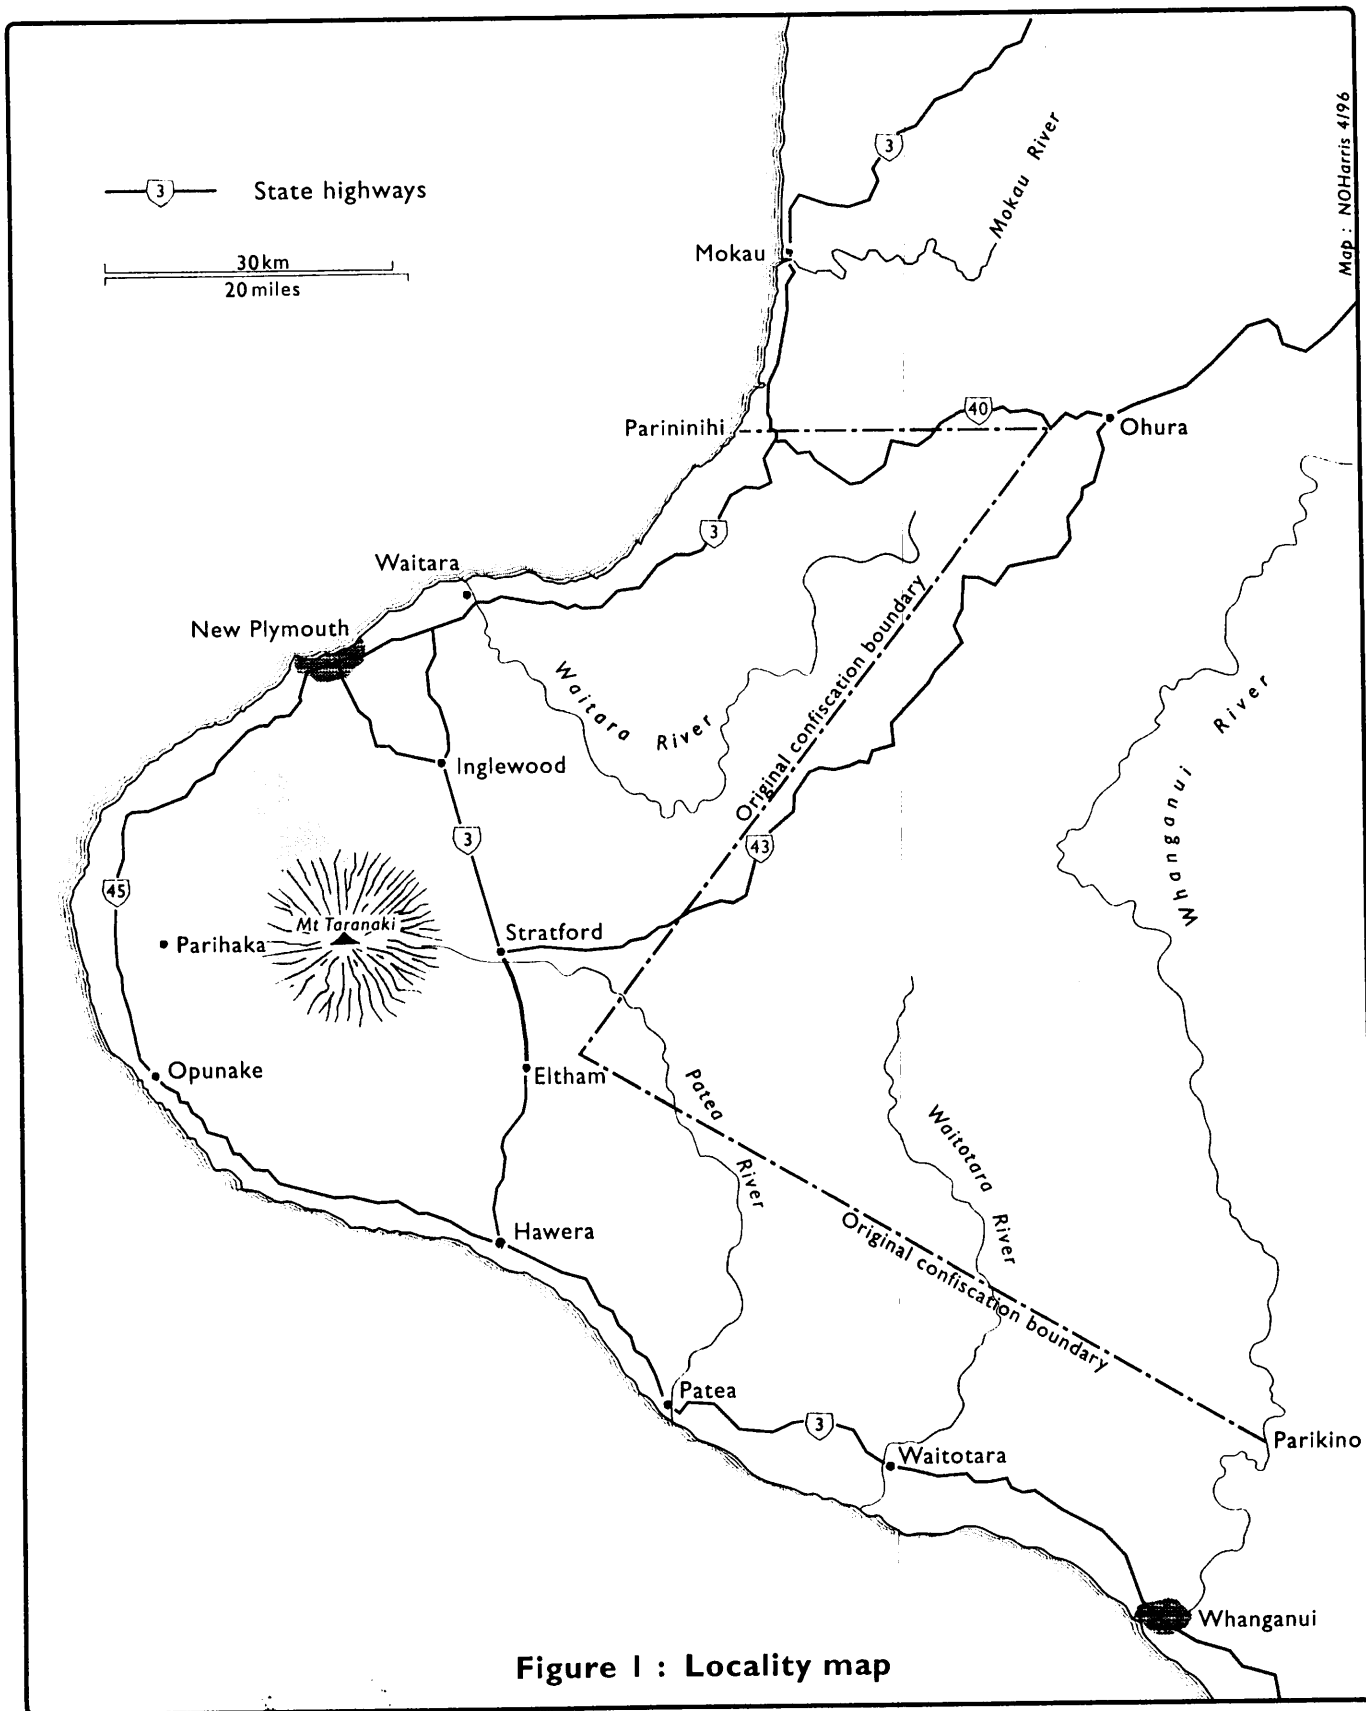 3
Map : NOHarris 4/96
Mokau River
3 State highways
Mokau
30 km
20 miles
40
Parininihi
Ohura
3
Waitara
New Plymouth
Waitara River
Original confiscation boundary
Whanganui River
Inglewood
3
43
45
Mt Taranaki
Parihaka
Stratford
Opunake
Eltham
Patea River
Waitotara River
Hawera
Original confiscation boundary
Patea
3
Parikino
Waitotara
Whanganui
Figure 1 : Locality map